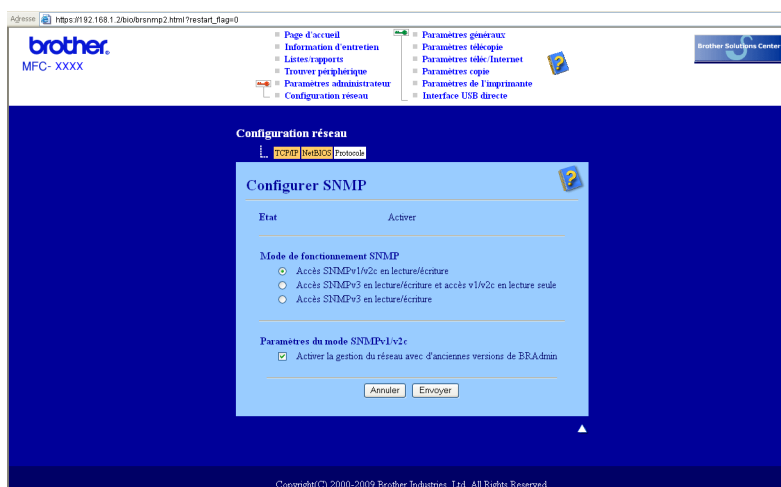 Adresse https://192.168.1.2/bio/brsnmp2.html?restart_flag=0
brother.
MFC- XXXX
Page d'accueil
Information d'entretien
Listes/rapports
Trouver périphérique
Paramètres administrateur
Configuration réseau
Paramètres généraux
Paramètres télécopie
Paramètres téléc/Internet
Paramètres copie
Paramètres de l'imprimante
Interface USB directe
Brother Solutions Center
Configuration réseau
TCP/IP NetBIOS Protocole
Configurer SNMP
Etat Activer
Mode de fonctionnement SNMP
Accès SNMPv1/v2c en lecture/écriture
Accès SNMPv3 en lecture/écriture et accès v1/v2c en lecture seule
Accès SNMPv3 en lecture/écriture
Paramètres du mode SNMPv1/v2c
Activer la gestion du réseau avec d'anciennes versions de BRAdmin
Annuler Envoyer
Copyright(C) 2000-2009 Brother Industries, Ltd. All Rights Reserved.